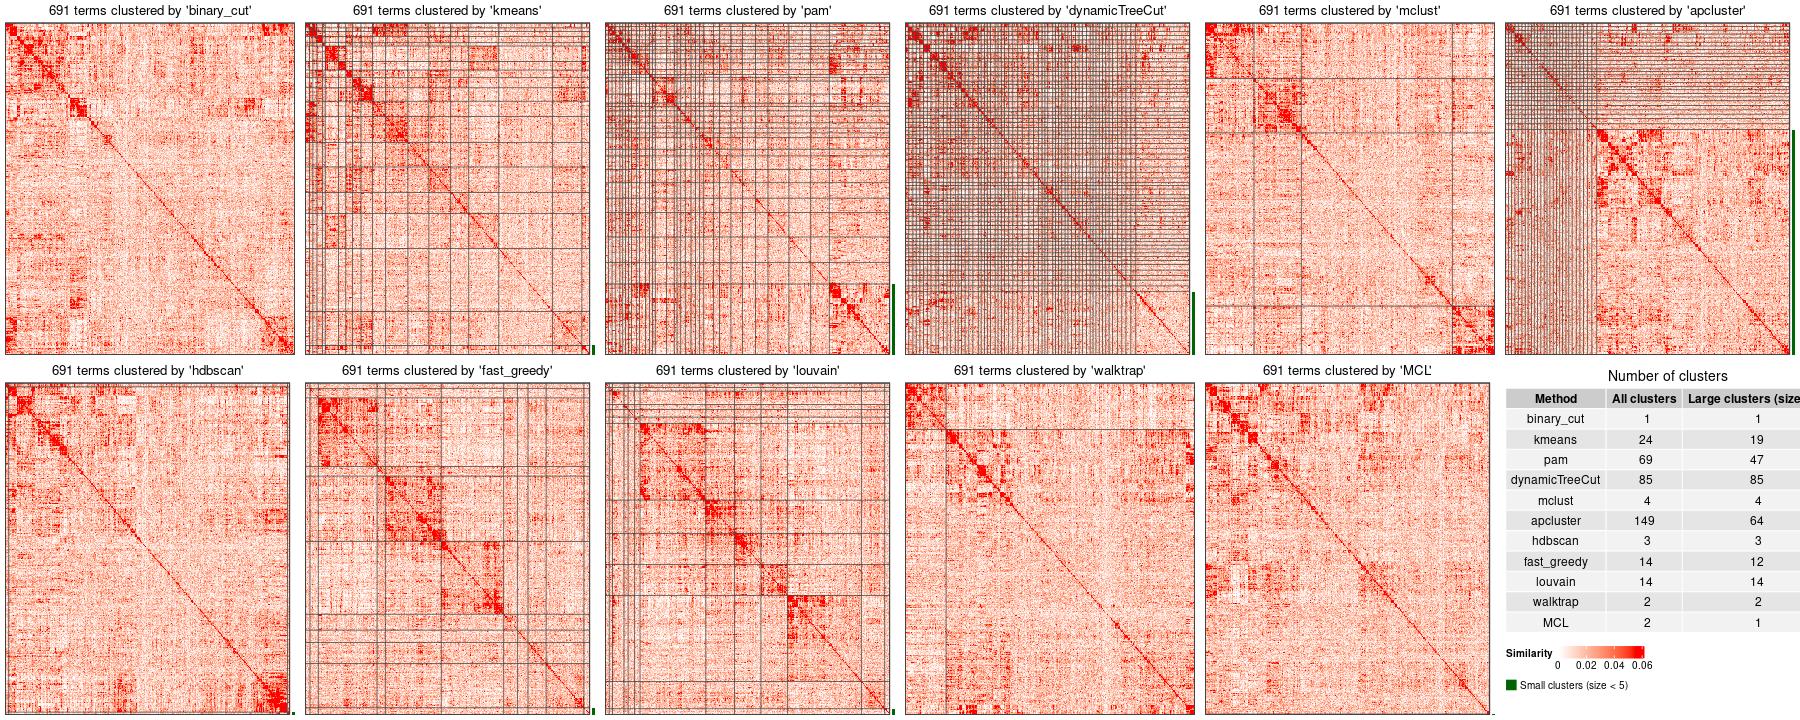 691 terms clustered by 'binary_cut'
691 terms clustered by 'kmeans'
691 terms clustered by 'pam'
691 terms clustered by 'dynamicTreeCut'
691 terms clustered by 'mclust'
691 terms clustered by 'apcluster'
691 terms clustered by 'hdbscan'
691 terms clustered by 'fast_greedy'
691 terms clustered by 'louvain'
691 terms clustered by 'walktrap'
691 terms clustered by 'MCL'
Number of clusters
Method All clusters Large clusters (size
binary_cut 1 1
kmeans 24 19
pam 69 47
dynamicTreeCut 85 85
mclust 4 4
apcluster 149 64
hdbscan 3 3
fast_greedy 14 12
louvain 14 14
walktrap 2 2
MCL 2 1
Similarity
0 0.02 0.04 0.06
Small clusters (size < 5)